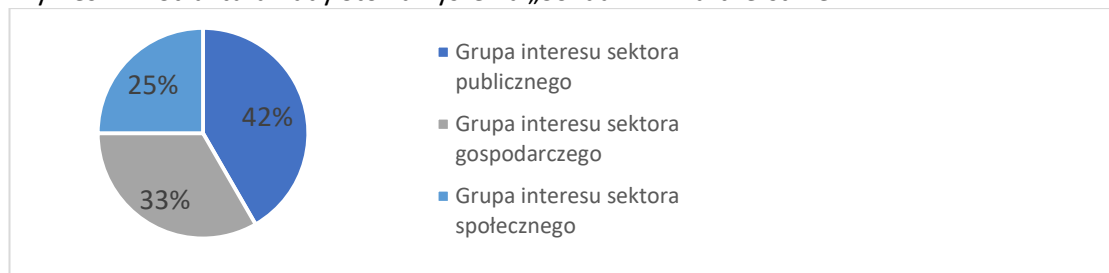 25%
42%
33%
Grupa interesu sektora
publicznego
Grupa interesu sektora
gospodarczego
Grupa interesu sektora
społecznego